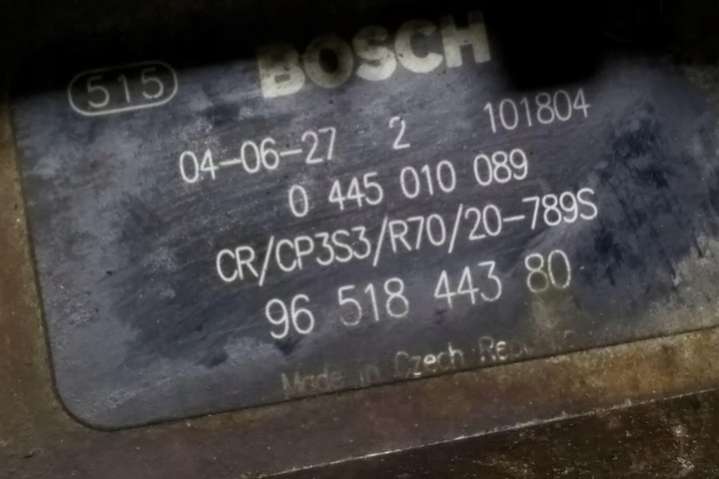 BOSCH
515
04-06-27 2 101804
0 445 010 089
CR/CP3S3/R70/20-789S
96 518 443 80
Made in Czech